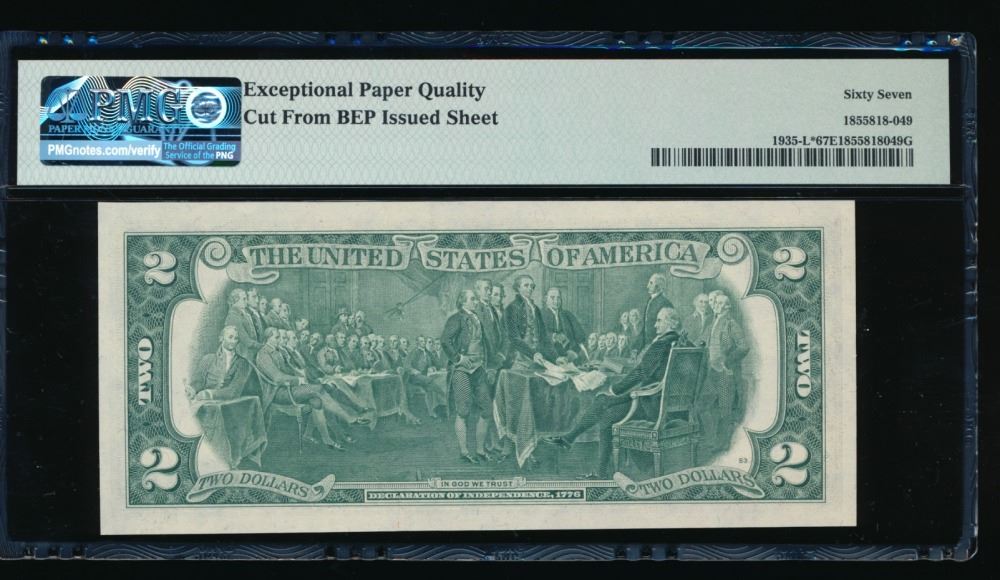 PMG
PAPER MONEY GUARANTY
PMGnotes.com/verify
The Official Grading
Service of the PNG
Exceptional Paper Quality
Cut From BEP Issued Sheet
Sixty Seven
1855818-049
1935-L*67E1855818049G
THE UNITED STATES OF AMERICA
2
2
TWO
TWO
2
2
53
TWO DOLLARS
IN GOD WE TRUST
TWO DOLLARS
DECLARATION OF INDEPENDENCE, 1776